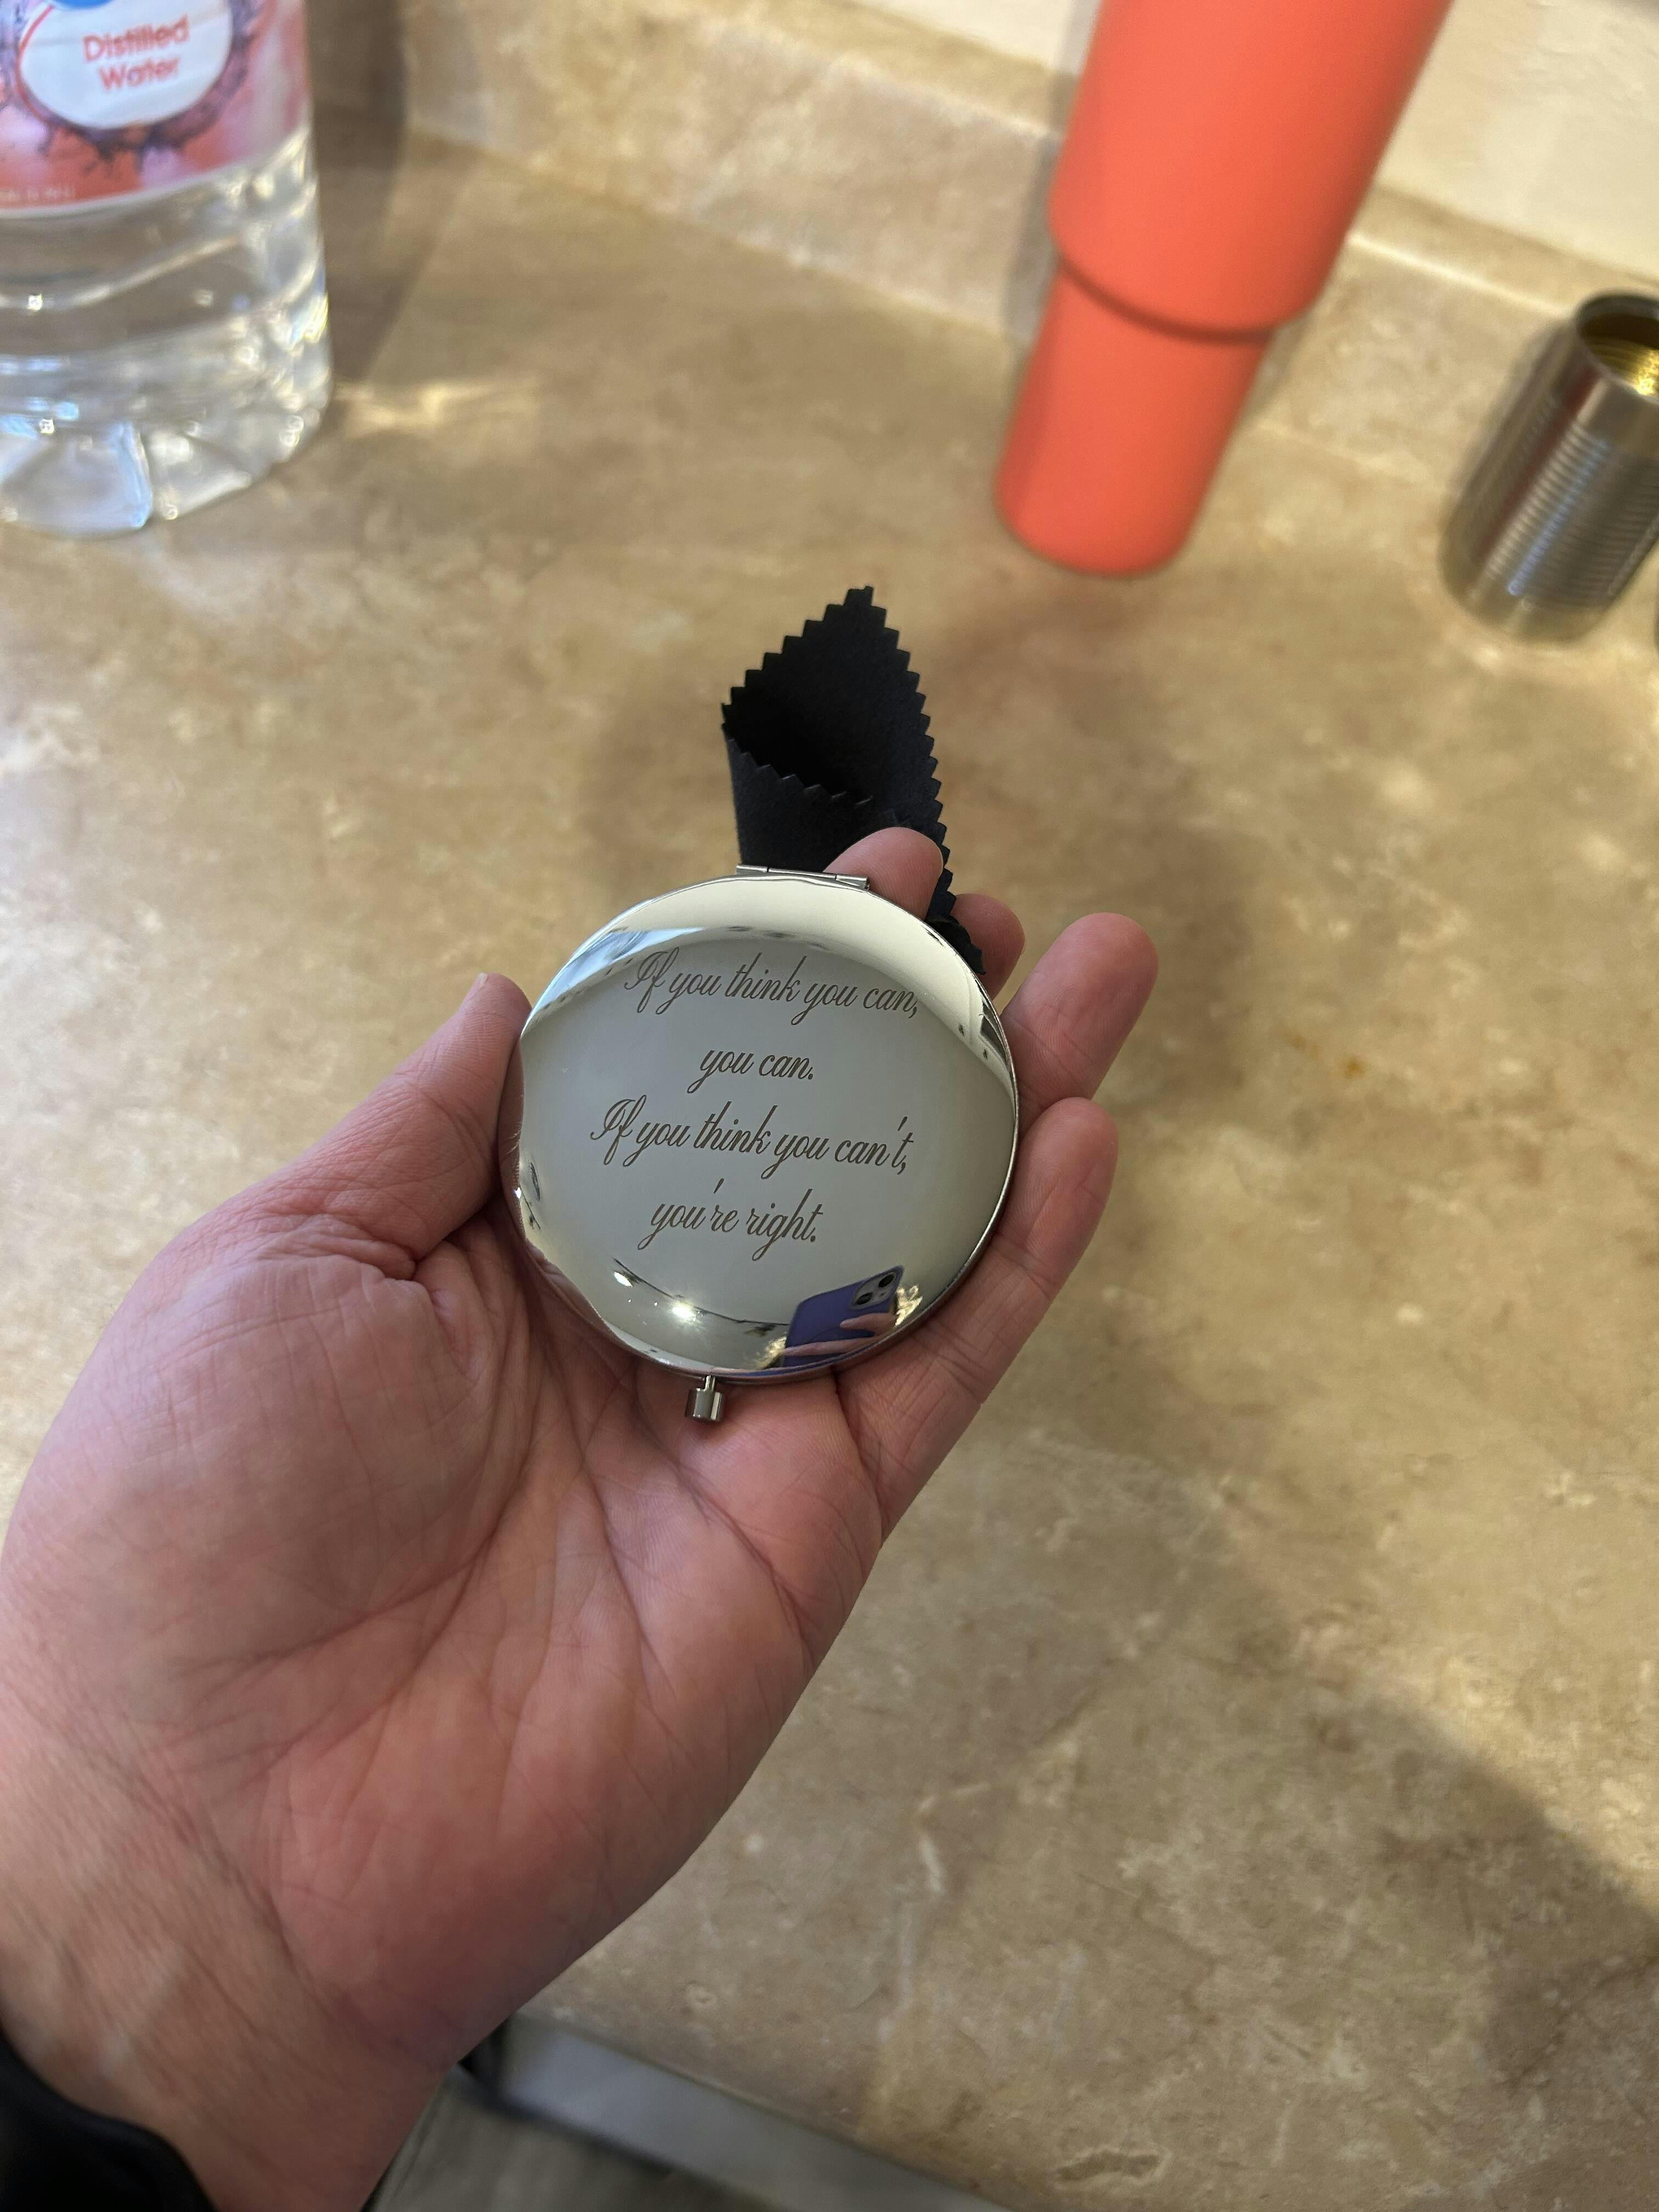 Distilled
Water
If you think you can,
you can.
If you think you can't,
you're right.